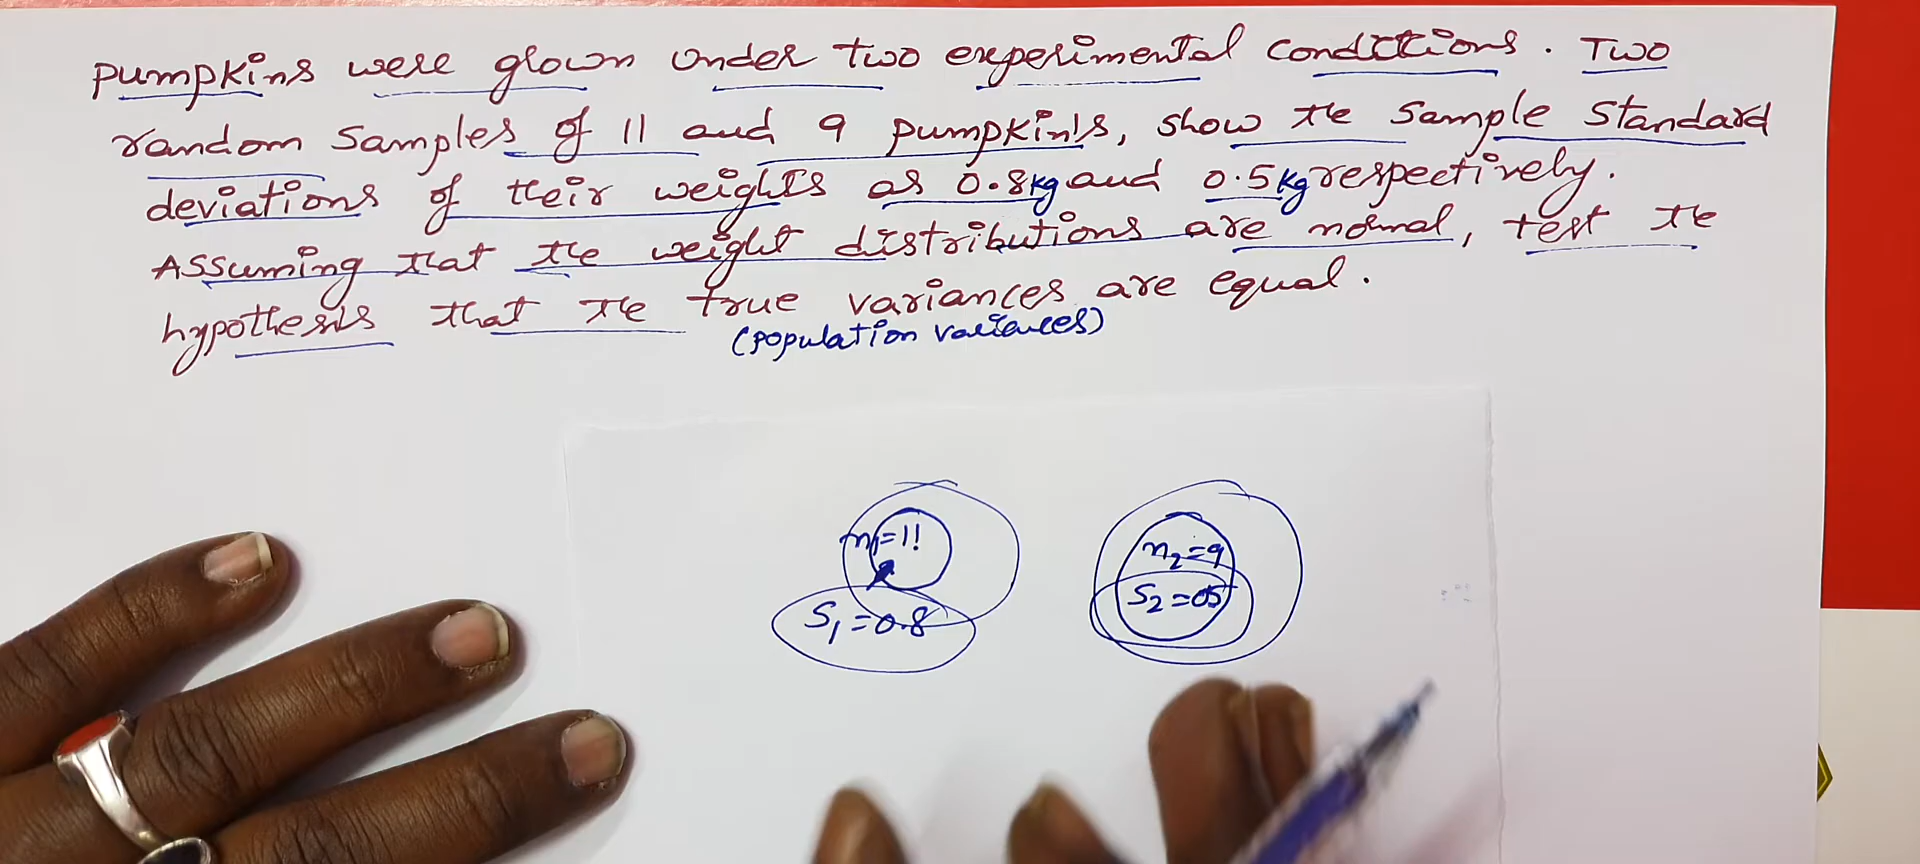 pumpkins were grown under two experimental conditions. Two
random samples of 11 and 9 pumpkins, show the sample standard
deviations of their weights as 0.8kg and 0.5kg respectively.
Assuming that the weight distributions are normal, test the
hypothesis that the true variances are equal.
(population variances)
n1=11
n2=9
S1=0.8
S2=05